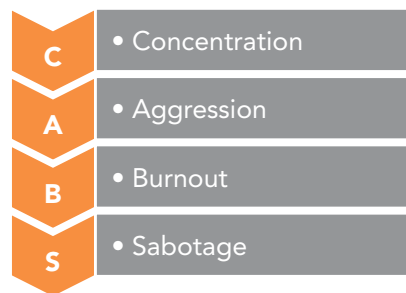 C • Concentration
A • Aggression
B • Burnout
S • Sabotage